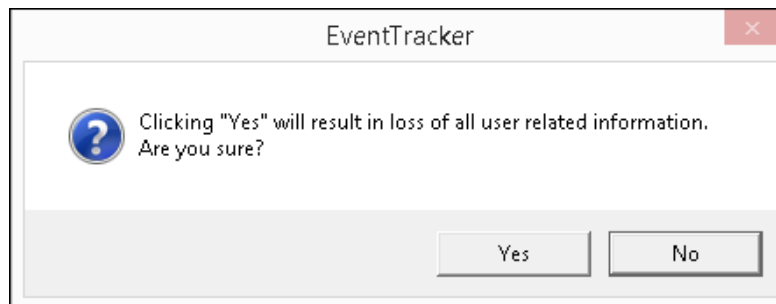 EventTracker
Clicking "Yes" will result in loss of all user related information.
Are you sure?
Yes
No